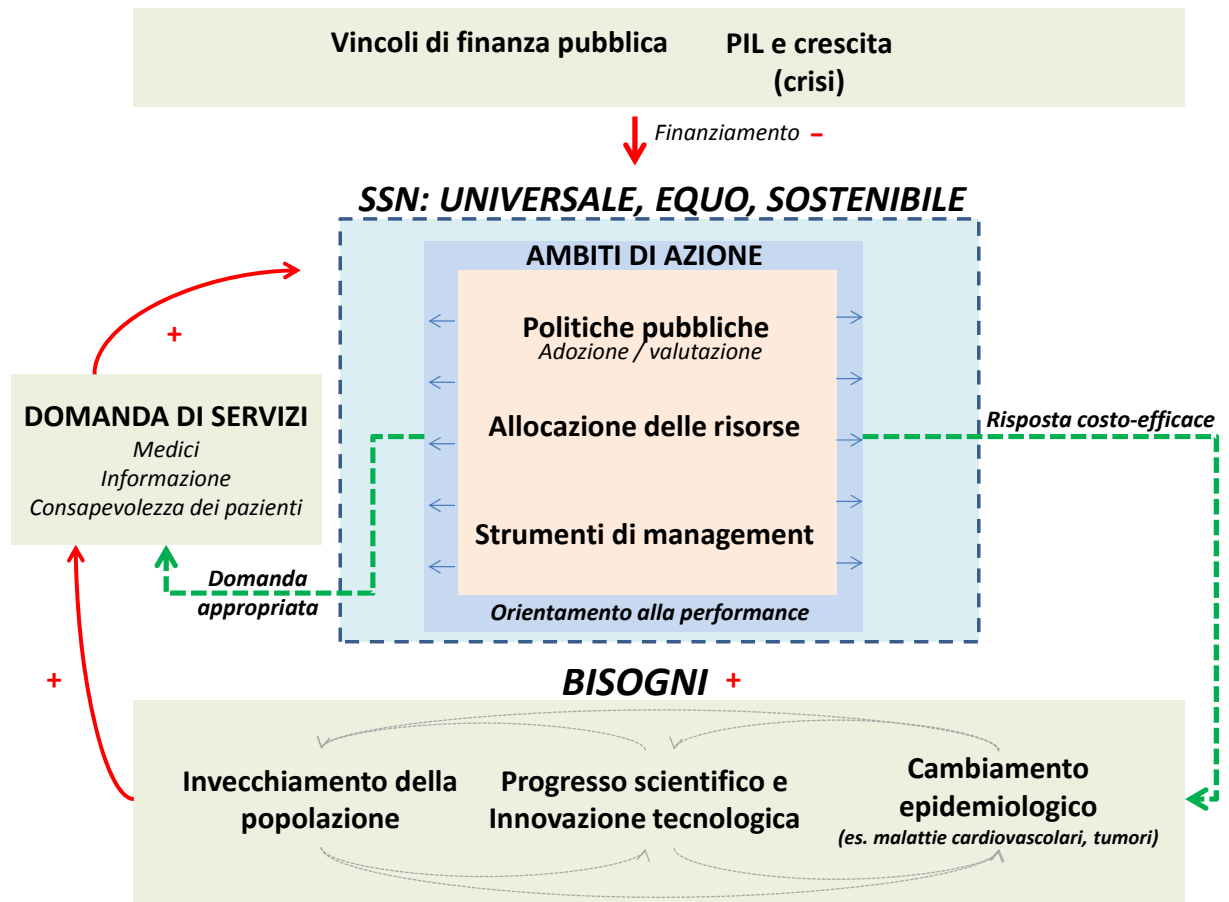 Vincoli di finanza pubblica
PIL e crescita
(crisi)
Finanziamento –
SSN: UNIVERSALE, EQUO, SOSTENIBILE
AMBITI DI AZIONE
Politiche pubbliche
Adozione / valutazione
Allocazione delle risorse
Strumenti di management
Orientamento alla performance
+
DOMANDA DI SERVIZI
Medici
Informazione
Consapevolezza dei pazienti
Risposta costo-efficace
Domanda
appropriata
+
BISOGNI +
Invecchiamento della
popolazione
Progresso scientifico e
Innovazione tecnologica
Cambiamento
epidemiologico
(es. malattie cardiovascolari, tumori)